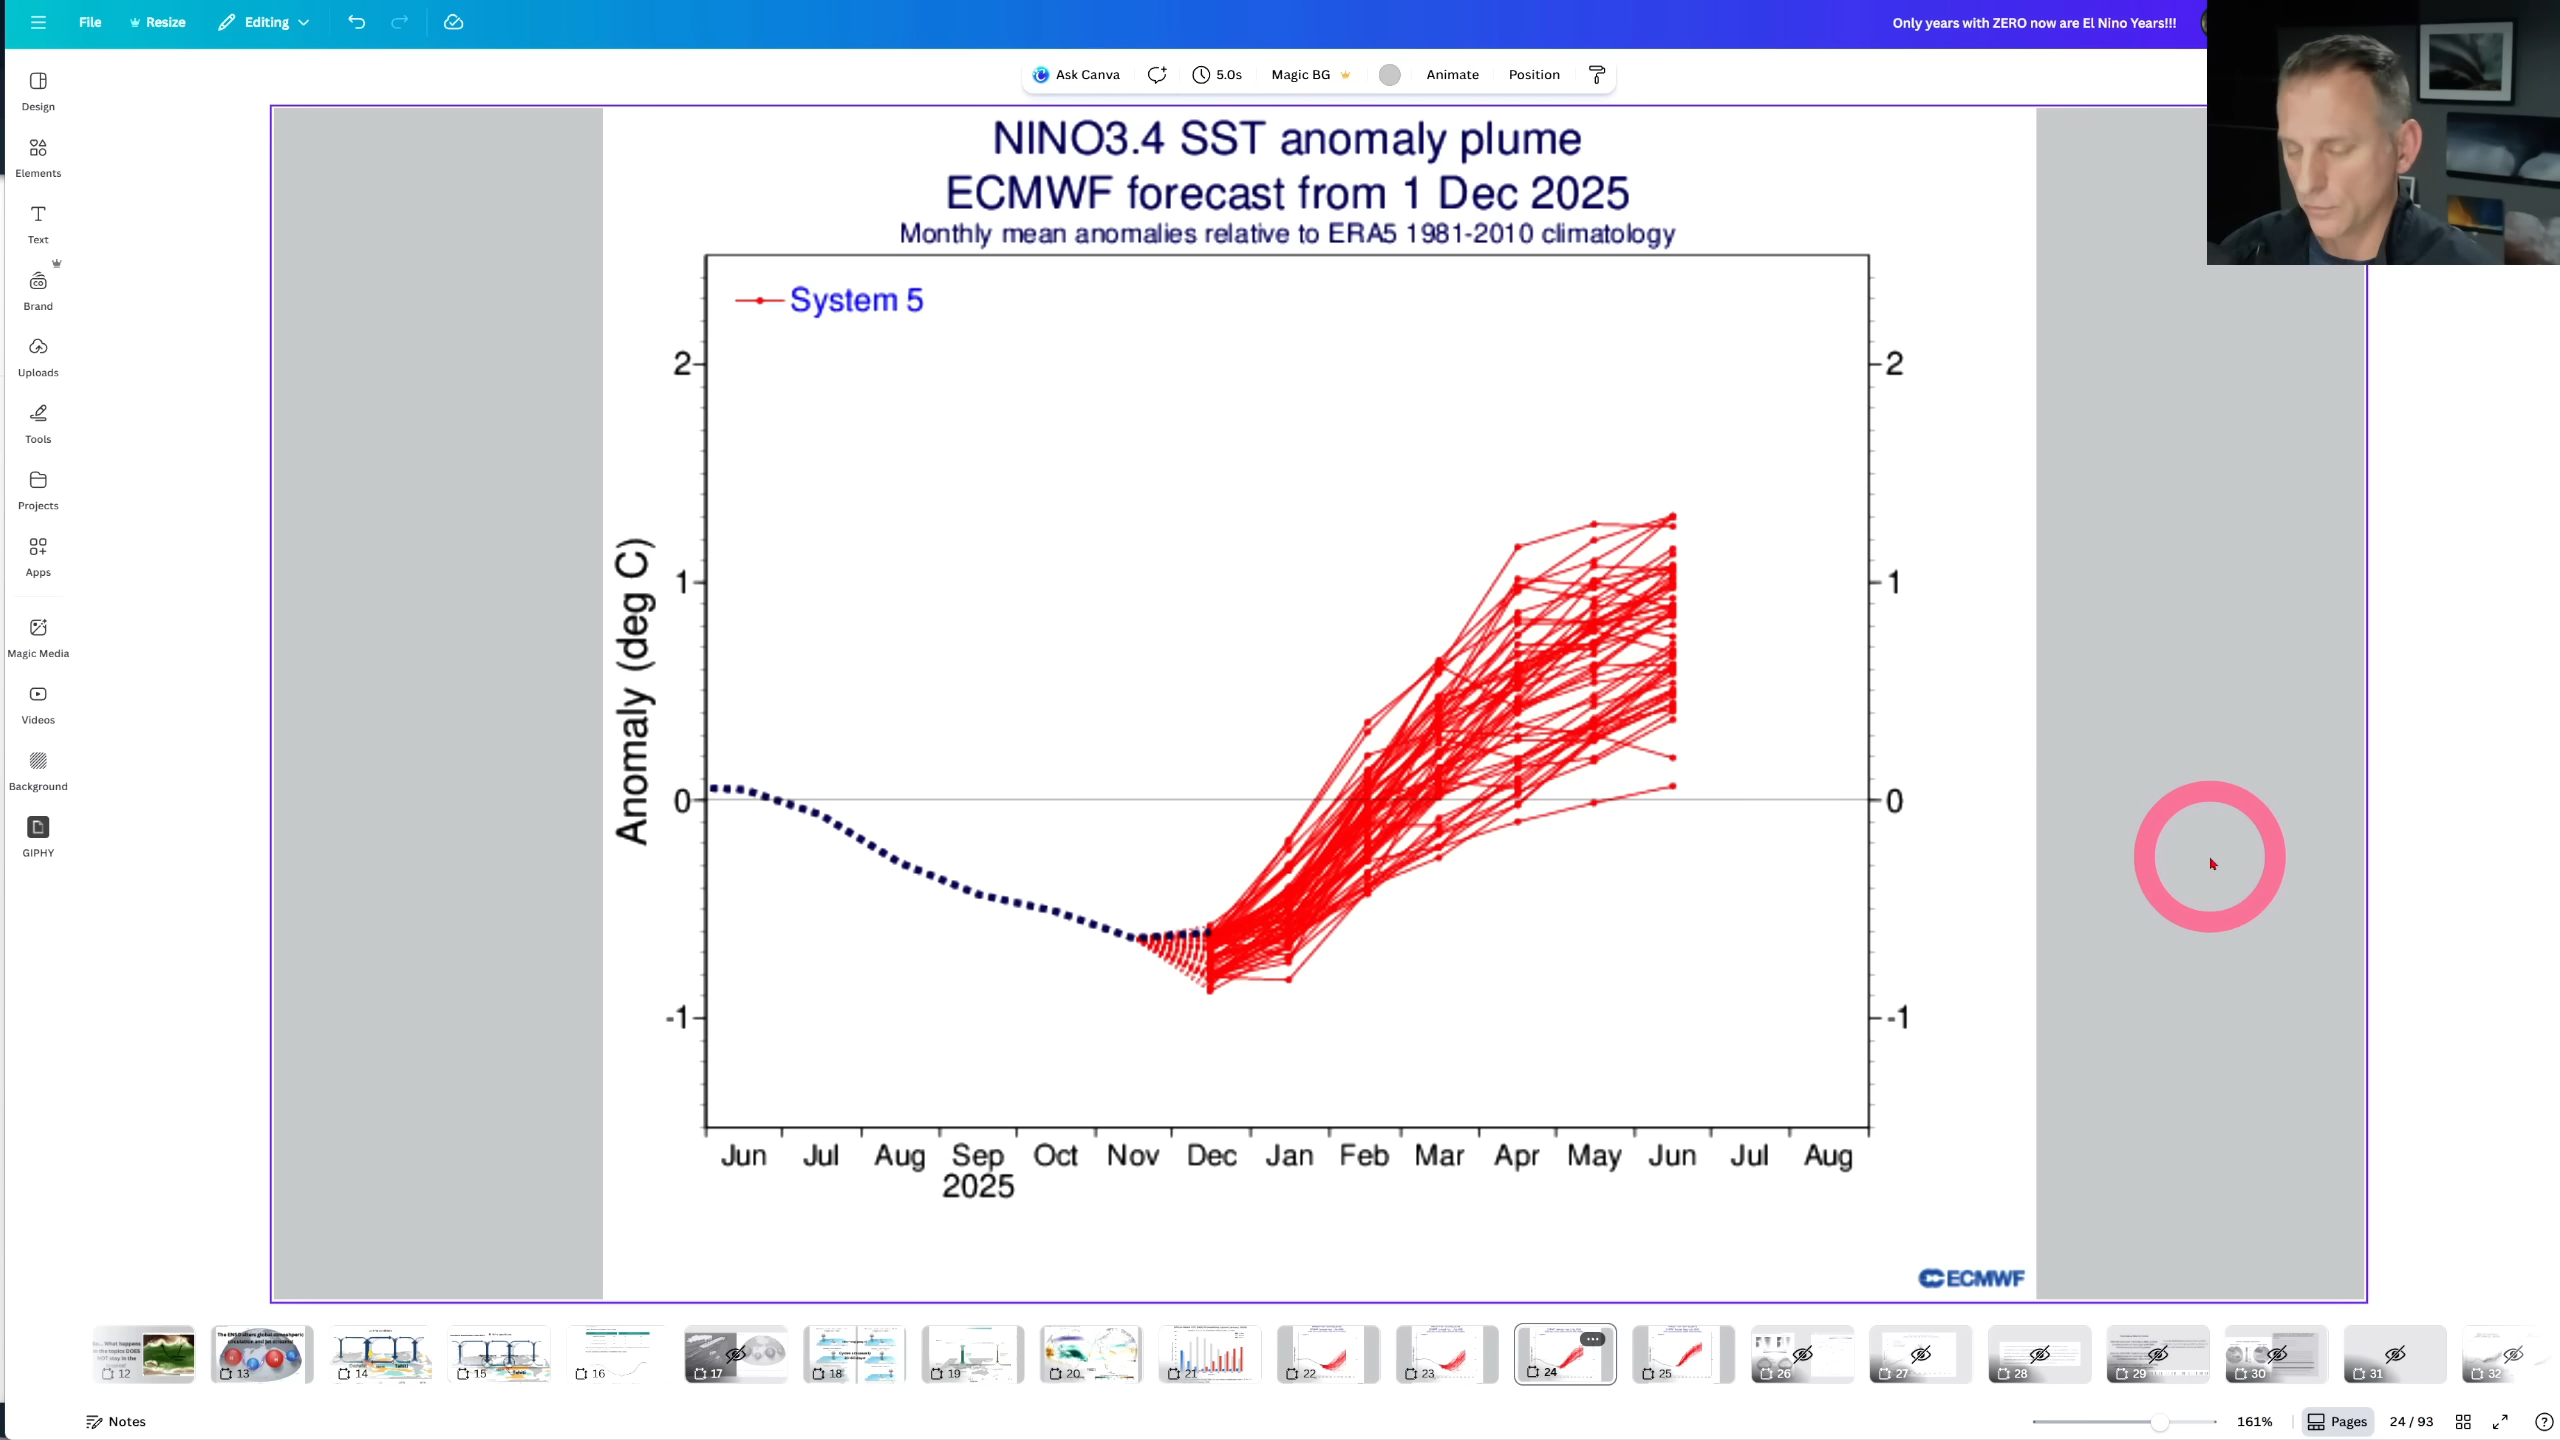 File
Resize
Editing
Only years with ZERO now are El Nino Years!!!
Ask Canva
5.0s
Magic BG
Animate
Position
Design
Elements
Text
Brand
Uploads
Tools
Projects
Apps
Magic Media
Videos
Background
GIPHY
NINO3.4 SST anomaly plume
ECMWF forecast from 1 Dec 2025
Monthly mean anomalies relative to ERA5 1981-2010 climatology
System 5
Anomaly (deg C)
2 2
1 1
0 0
-1 -1
Jun Jul Aug Sep Oct Nov Dec Jan Feb Mar Apr May Jun Jul Aug
2025
ECMWF
12 13 14 15 16 17 18 19 20 21 22 23 24 25 26 27 28 29 30 31 32
Notes
161%
Pages
24 / 93